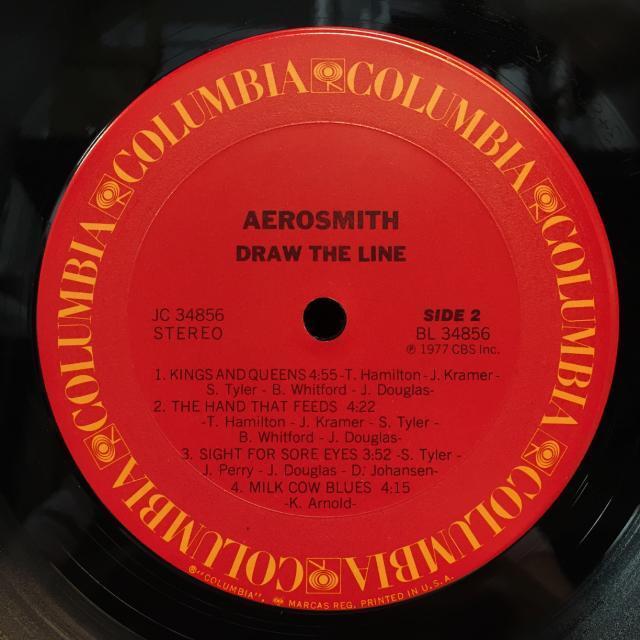 COLUMBIA COLUMBIA COLUMBIA COLUMBIA COLUMBIA COLUMBIA
AEROSMITH
DRAW THE LINE
JC 34856
STEREO
SIDE 2
BL 34856
℗ 1977 CBS Inc.
1. KINGS AND QUEENS 4:55 -T. Hamilton - J. Kramer -
S. Tyler - B. Whitford - J. Douglas-
2. THE HAND THAT FEEDS 4:22
-T. Hamilton - J. Kramer - S. Tyler -
B. Whitford - J. Douglas-
3. SIGHT FOR SORE EYES 3:52 -S. Tyler -
J. Perry - J. Douglas - D. Johansen-
4. MILK COW BLUES 4:15
-K. Arnold-
®"COLUMBIA", MARCAS REG. PRINTED IN U.S.A.